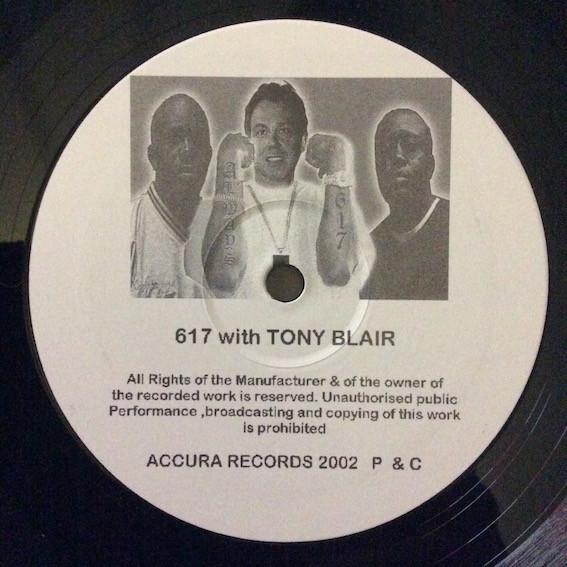 ALWAYS
617
617 with TONY BLAIR
All Rights of the Manufacturer & of the owner of
the recorded work is reserved. Unauthorised public
Performance ,broadcasting and copying of this work
is prohibited
ACCURA RECORDS 2002 P & C